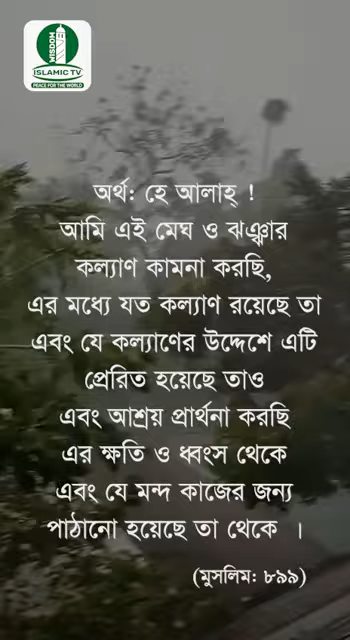 WISDOM
ISLAMIC TV
PEACE FOR THE WORLD
অর্থ: হে আলাহ্ !
আমি এই মেঘ ও ঝঞ্ঝার
কল্যাণ কামনা করছি,
এর মধ্যে যত কল্যাণ রয়েছে তা
এবং যে কল্যাণের উদ্দেশে এটি
প্রেরিত হয়েছে তাও
এবং আশ্রয় প্রার্থনা করছি
এর ক্ষতি ও ধ্বংস থেকে
এবং যে মন্দ কাজের জন্য
পাঠানো হয়েছে তা থেকে ।
(মুসলিম: ৮৯৯)